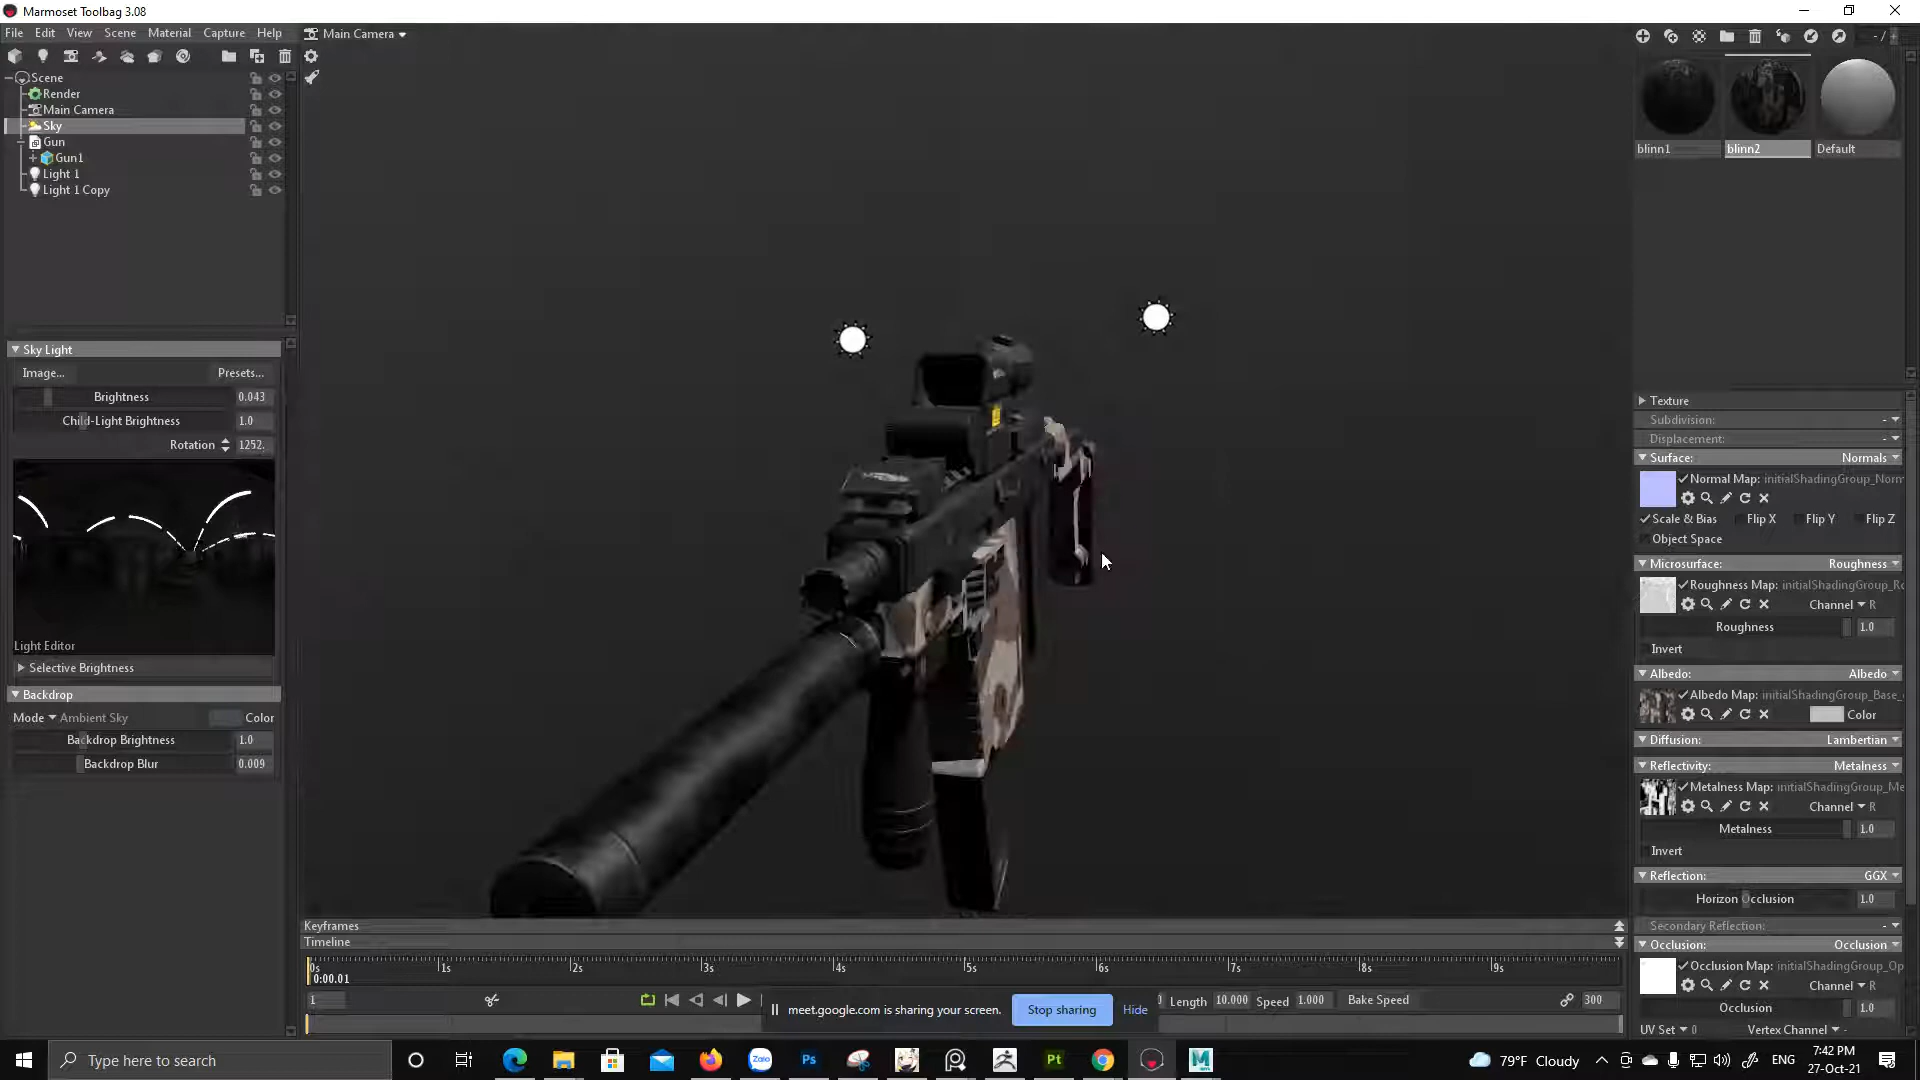 Marmoset Toolbag 3.08
File Edit View Scene Material Capture Help
Main Camera
- /
Scene
Render
Main Camera
Sky
Gun
Gun1
Light 1
Light 1 Copy
blinn1 blinn2 Default
Sky Light
Image... Presets...
Brightness 0.043
Child-Light Brightness 1.0
Rotation 1252.
Light Editor
Selective Brightness
Backdrop
Mode Ambient Sky Color
Backdrop Brightness 1.0
Backdrop Blur 0.009
Texture
Subdivision: -
Displacement: -
Surface: Normals
Normal Map: initialShadingGroup_Norm
Scale & Bias Flip X Flip Y Flip Z
Object Space
Microsurface: Roughness
Roughness Map: initialShadingGroup_Ro
Channel R
Roughness 1.0
Invert
Albedo: Albedo
Albedo Map: initialShadingGroup_Base_
Color
Diffusion: Lambertian
Reflectivity: Metalness
Metalness Map: initialShadingGroup_Me
Channel R
Metalness 1.0
Invert
Reflection: GGX
Horizon Occlusion 1.0
Secondary Reflection: -
Occlusion: Occlusion
Occlusion Map: initialShadingGroup_Op
Channel R
Occlusion 1.0
UV Set 0 Vertex Channel -
Keyframes
Timeline
0s 1s 2s 3s 4s 5s 6s 7s 8s 9s
0:00.01
1
Length 10.000 Speed 1.000 Bake Speed 300
meet.google.com is sharing your screen. Stop sharing Hide
Type here to search
Zalo Ps Pt
79°F Cloudy ENG 7:42 PM
27-Oct-21